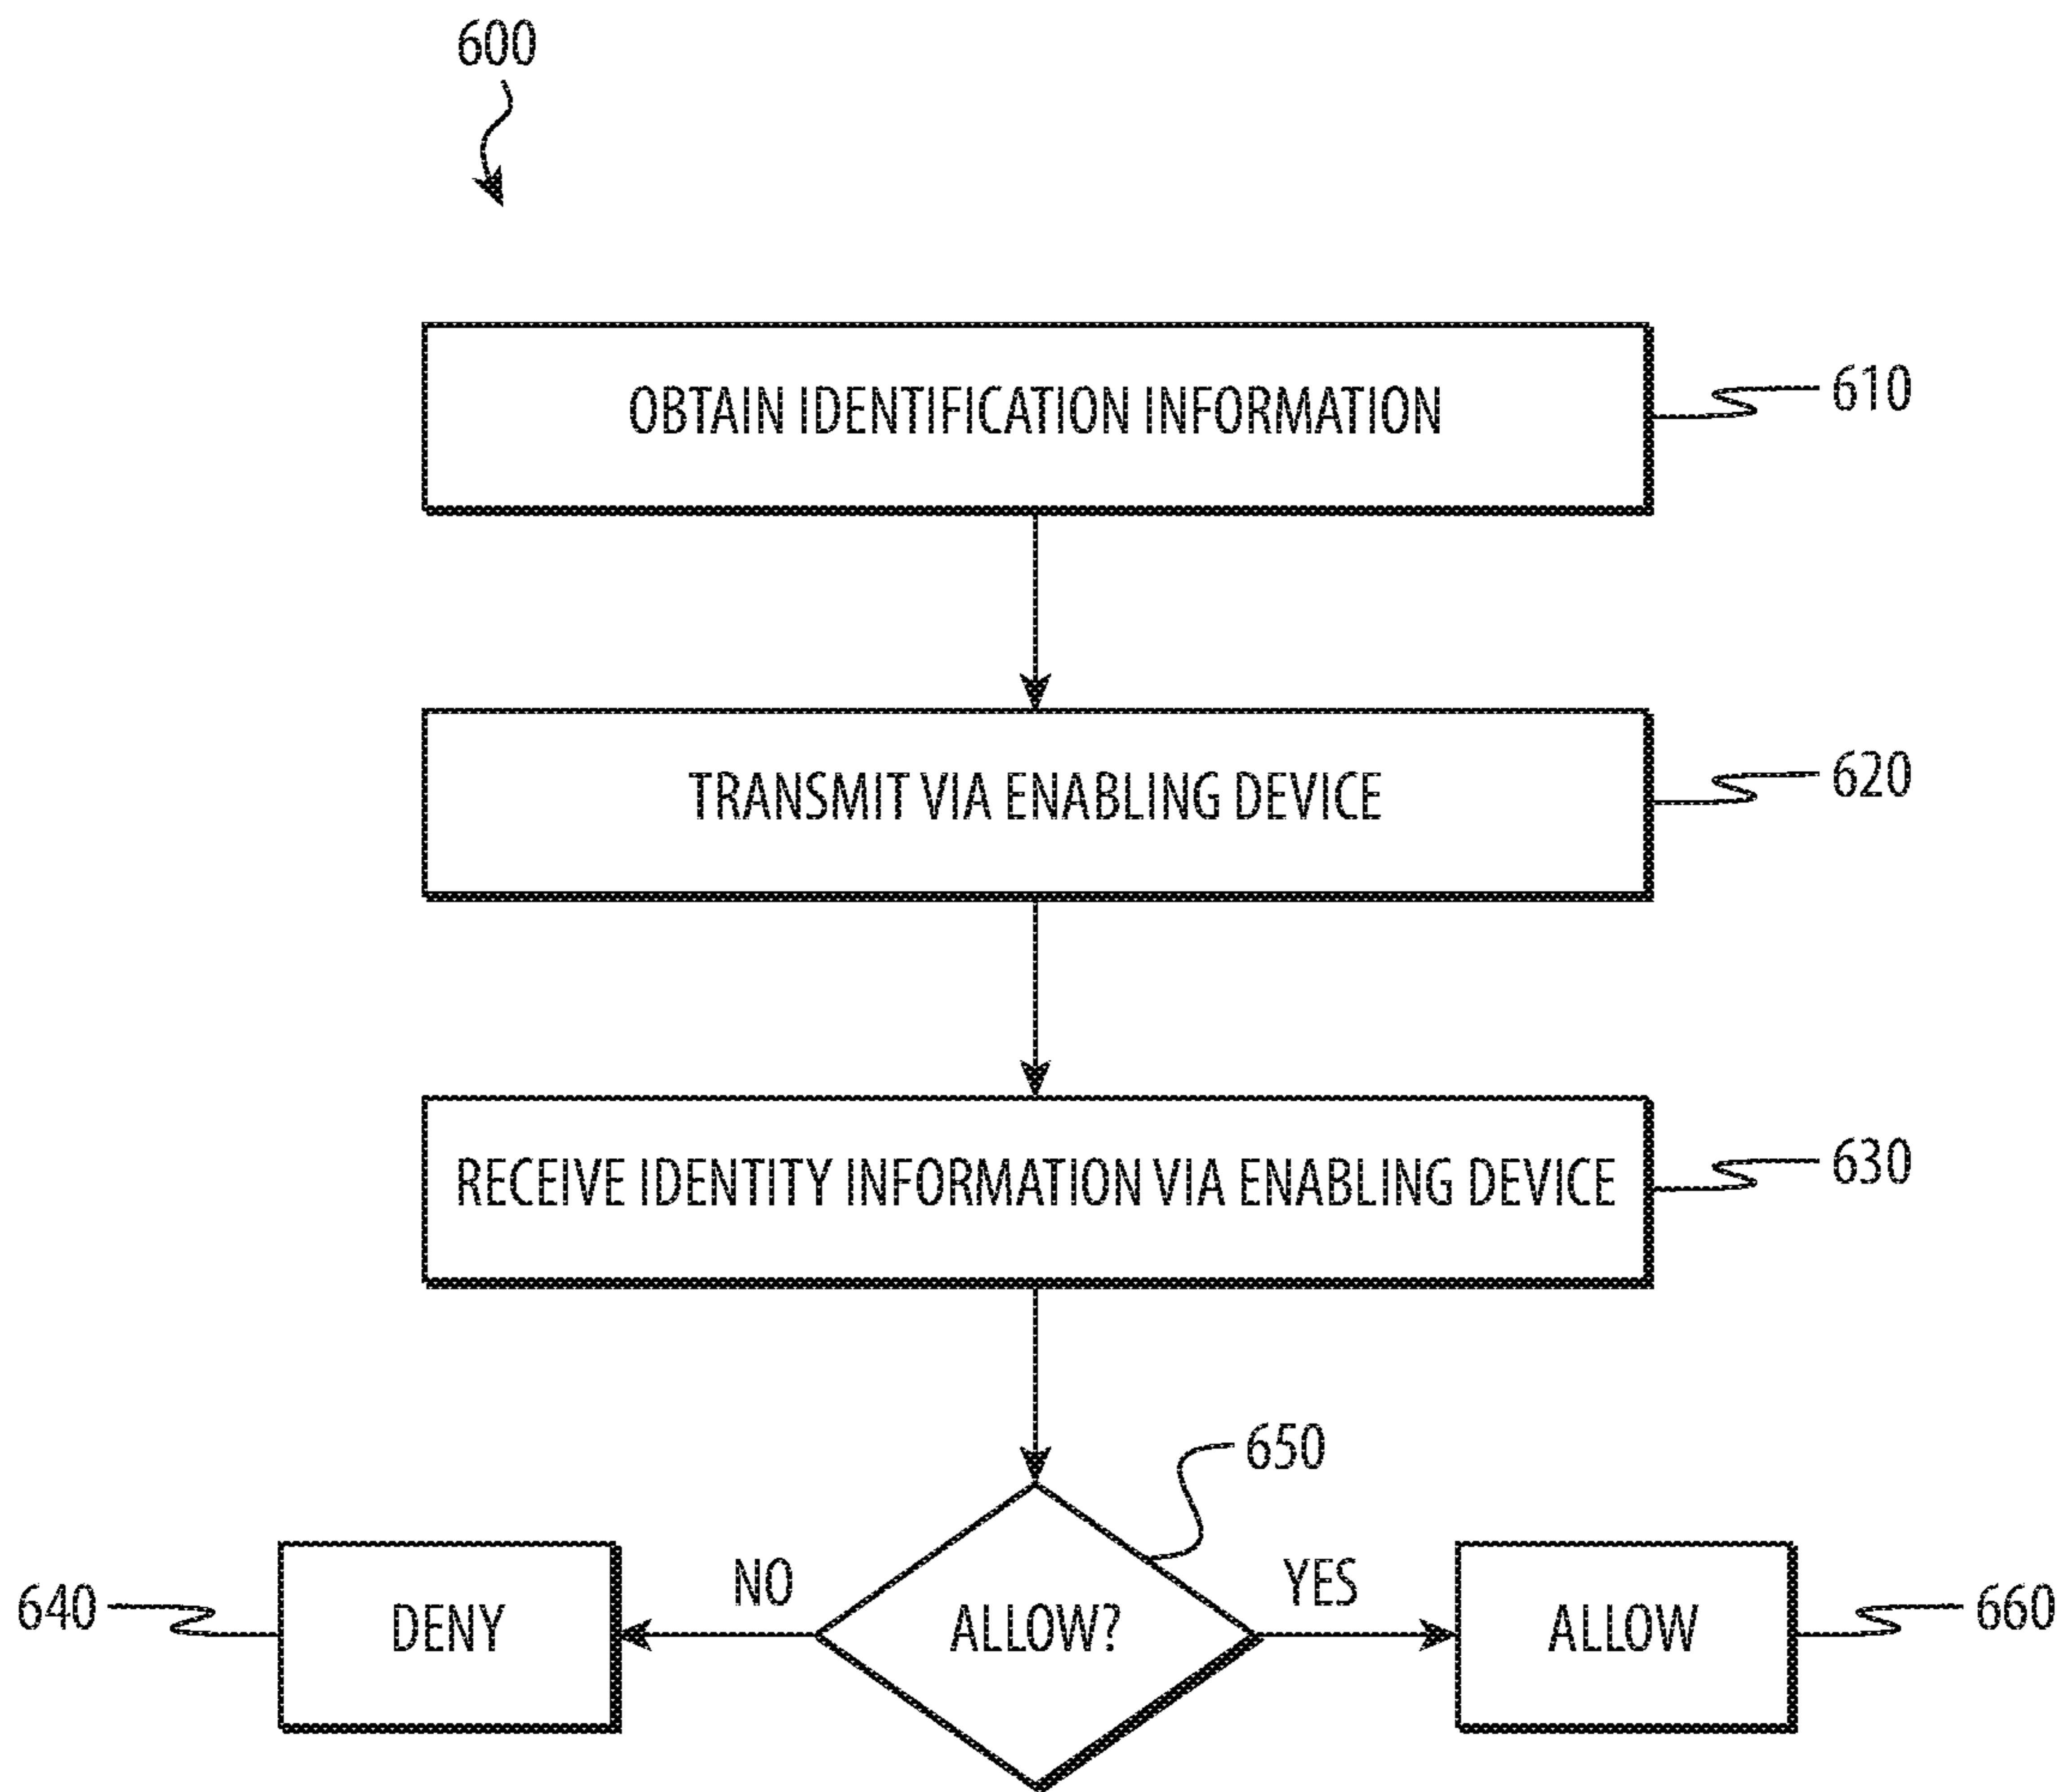 600
OBTAIN IDENTIFICATION INFORMATION
610
TRANSMIT VIA ENABLING DEVICE
620
RECEIVE IDENTITY INFORMATION VIA ENABLING DEVICE
630
650
640
DENY
NO
ALLOW?
YES
ALLOW
660